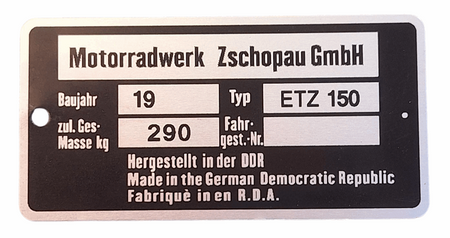 Motorradwerk Zschopau GmbH
Baujahr 19 Typ ETZ 150
zul. Ges- Masse kg 290 Fahr- gest.-Nr.
Hergestellt in der DDR
Made in the German Democratic Republic
Fabriquè in en R.D.A.